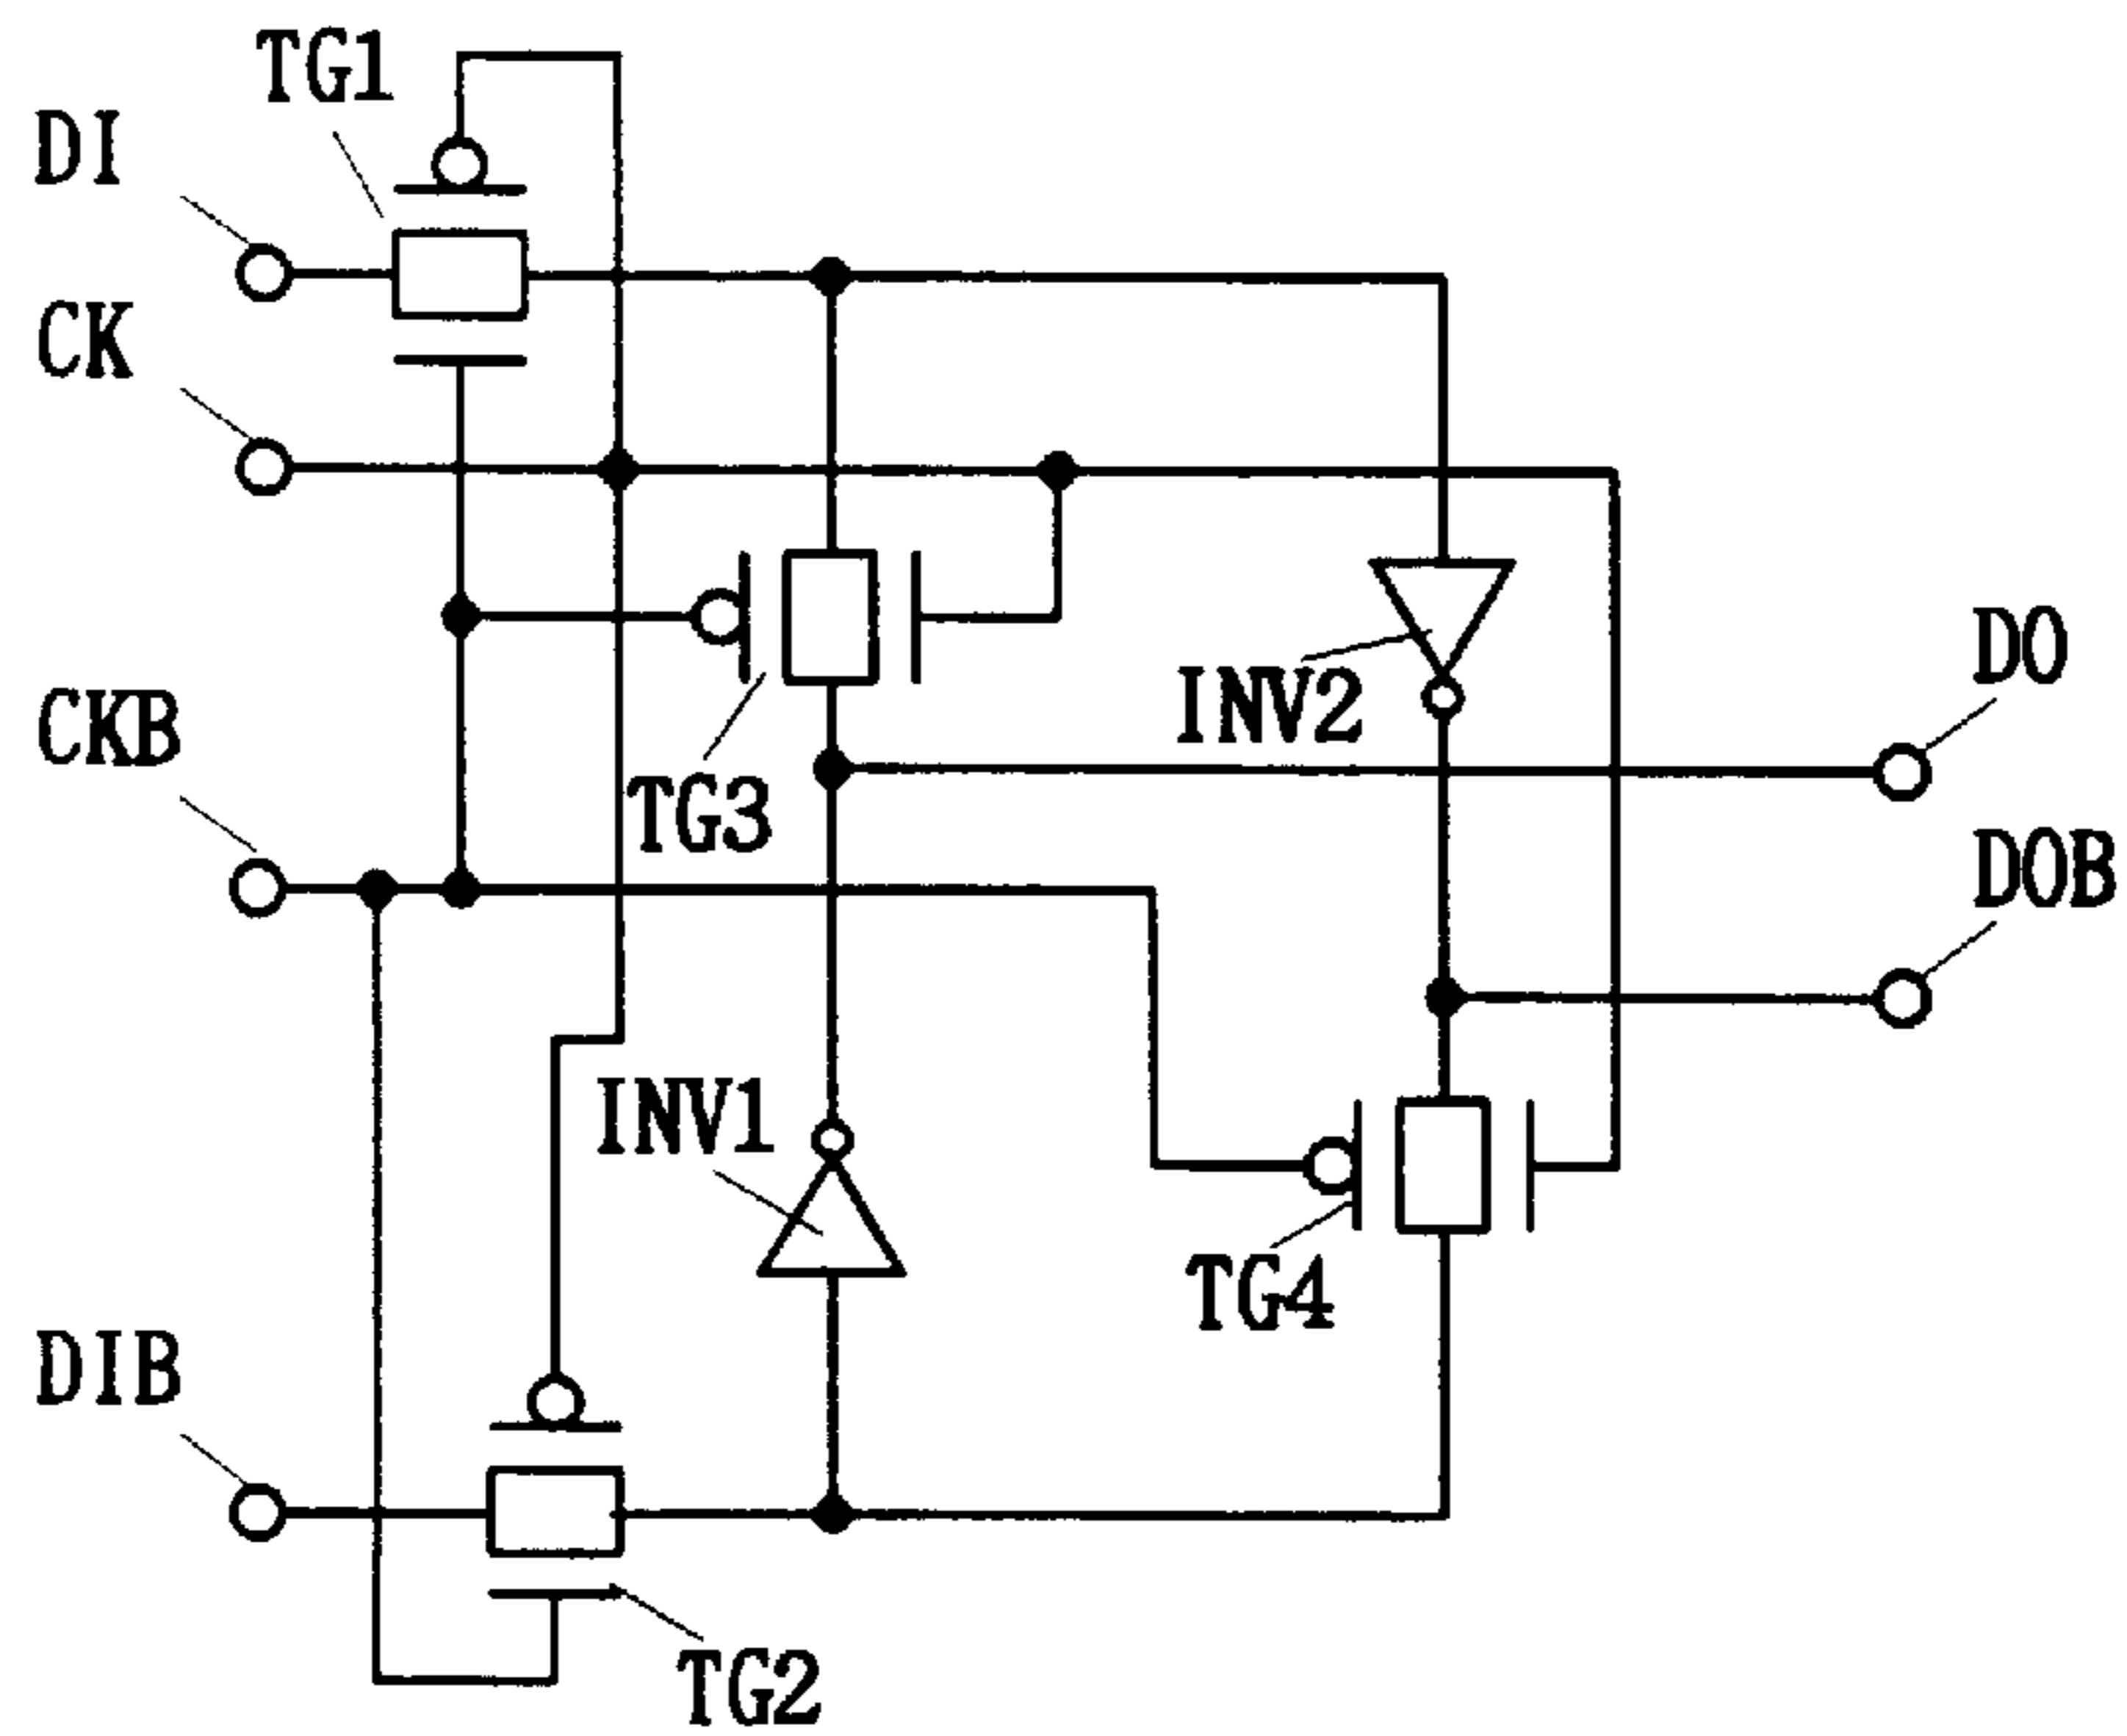 TG1
DI
CK
INV2
DO
CKB
TG3
DOB
INV1
TG4
DIB
TG2